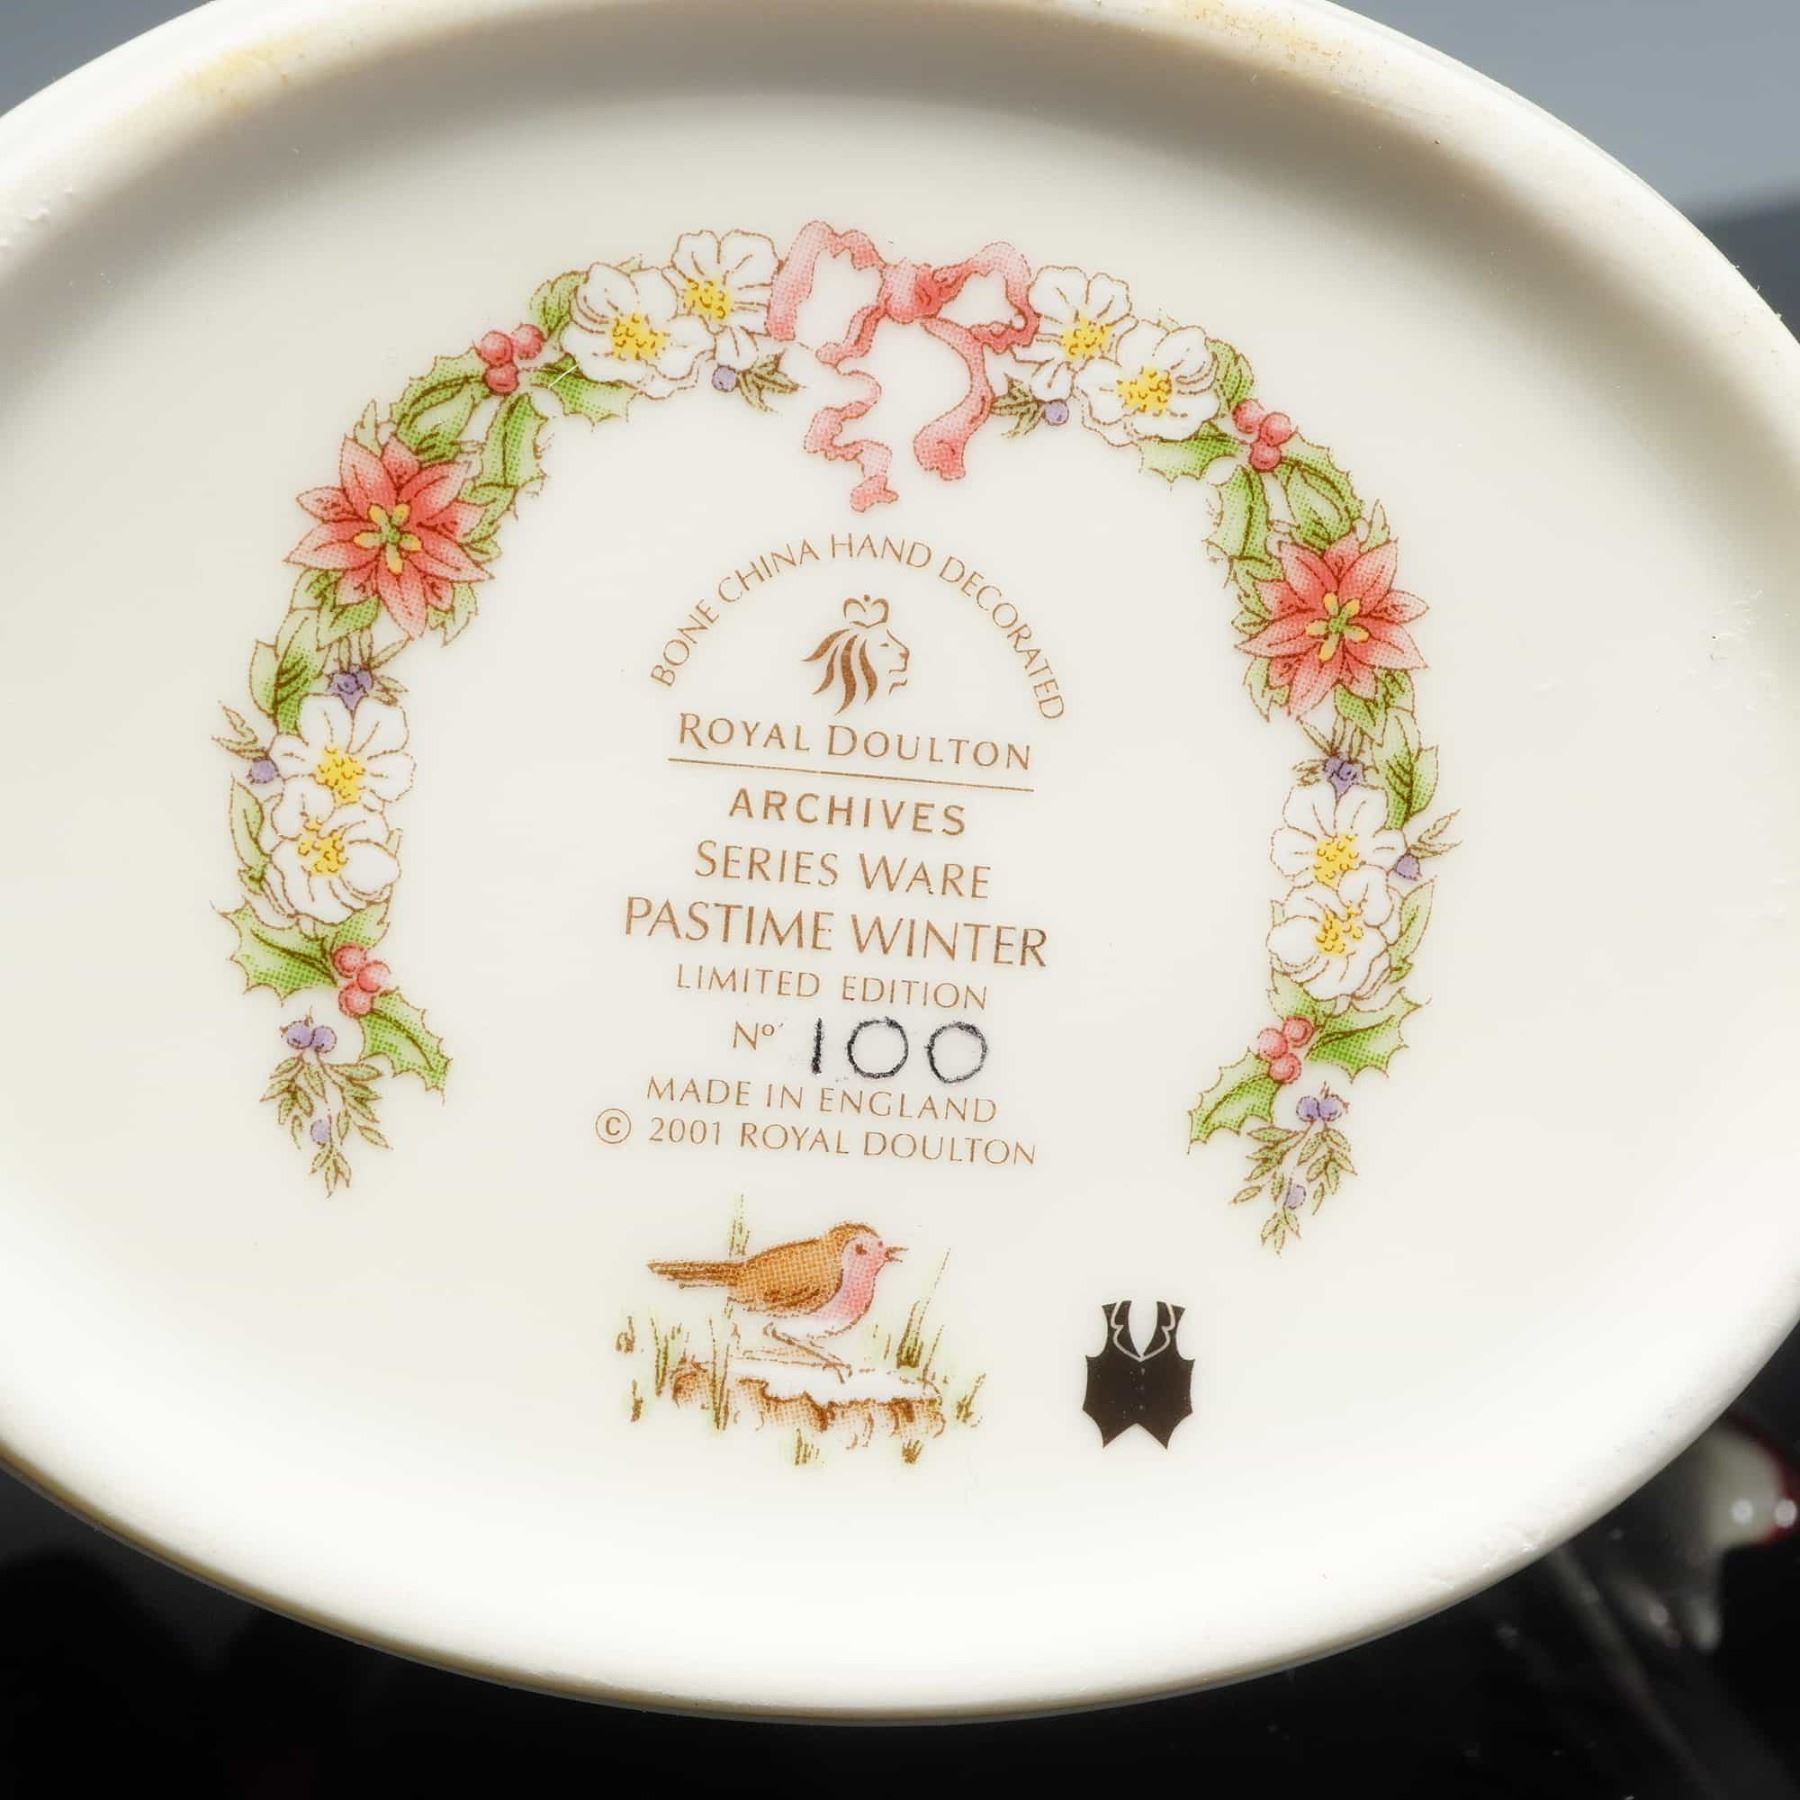 BONE CHINA HAND DECORATED
ROYAL DOULTON
ARCHIVES
SERIES WARE
PASTIME WINTER
LIMITED EDITION
Nº 100
MADE IN ENGLAND
© 2001 ROYAL DOULTON